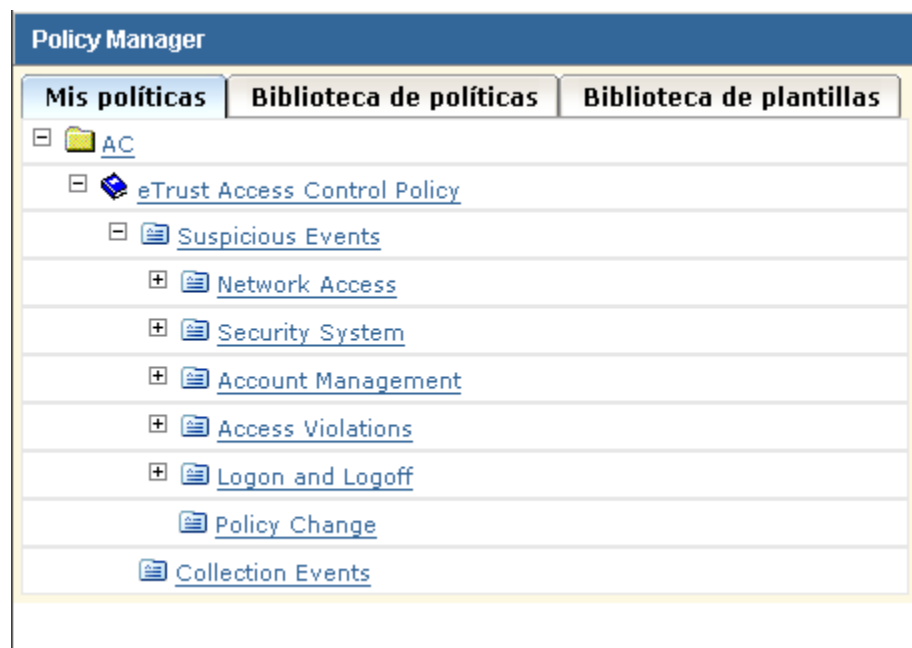 Policy Manager
Mis políticas Biblioteca de políticas Biblioteca de plantillas
AC
eTrust Access Control Policy
Suspicious Events
Network Access
Security System
Account Management
Access Violations
Logon and Logoff
Policy Change
Collection Events